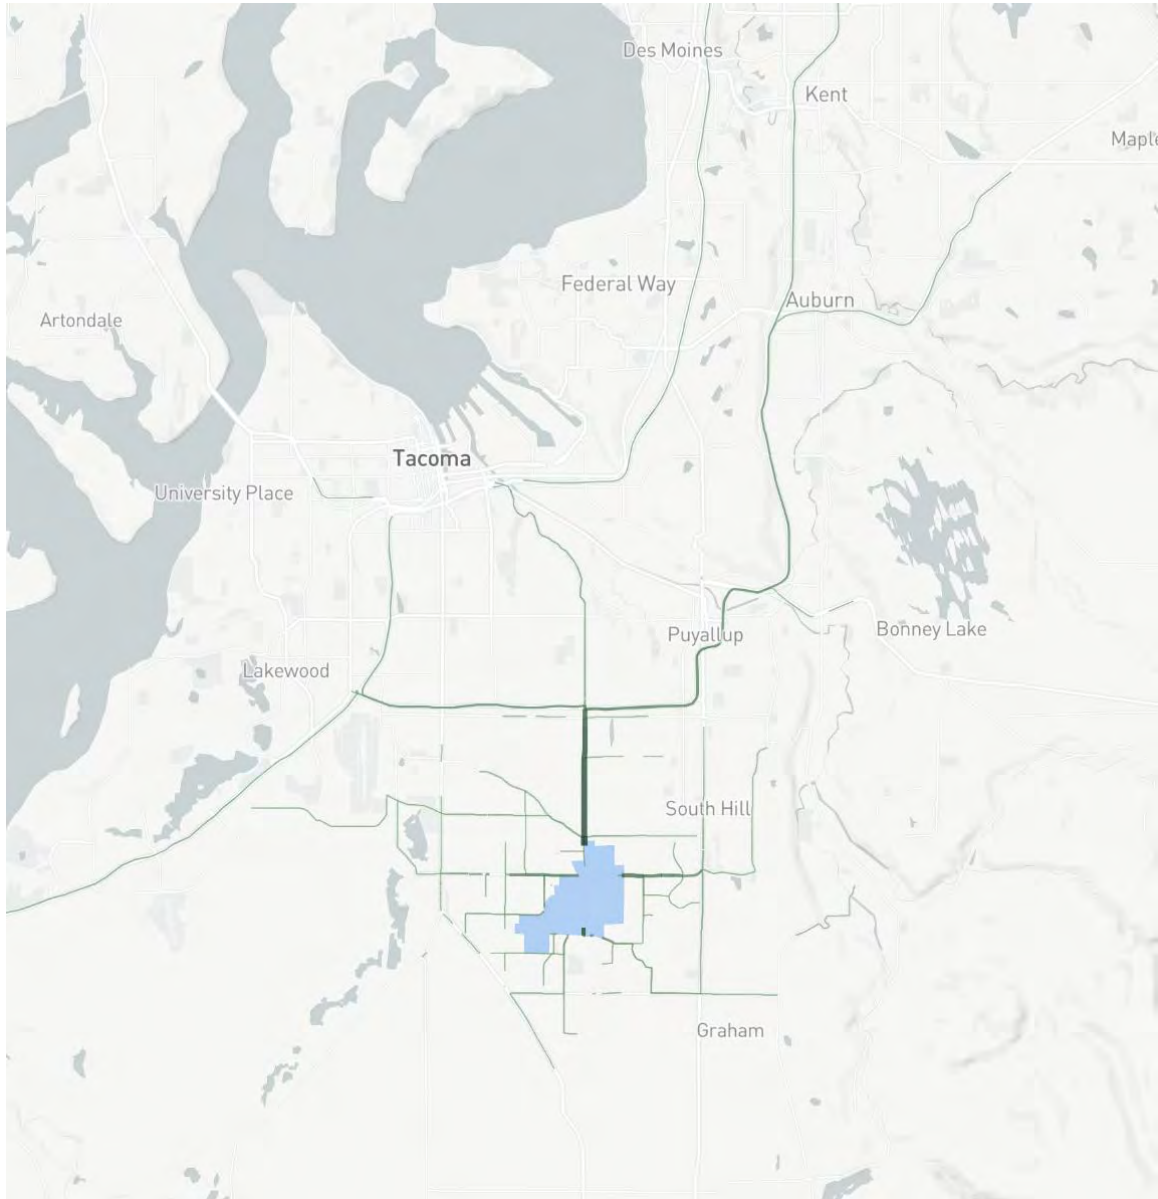 Des Moines
Kent
Maple
Federal Way
Auburn
Artondale
Tacoma
University Place
Puyallup
Bonney Lake
Lakewood
South Hill
Graham